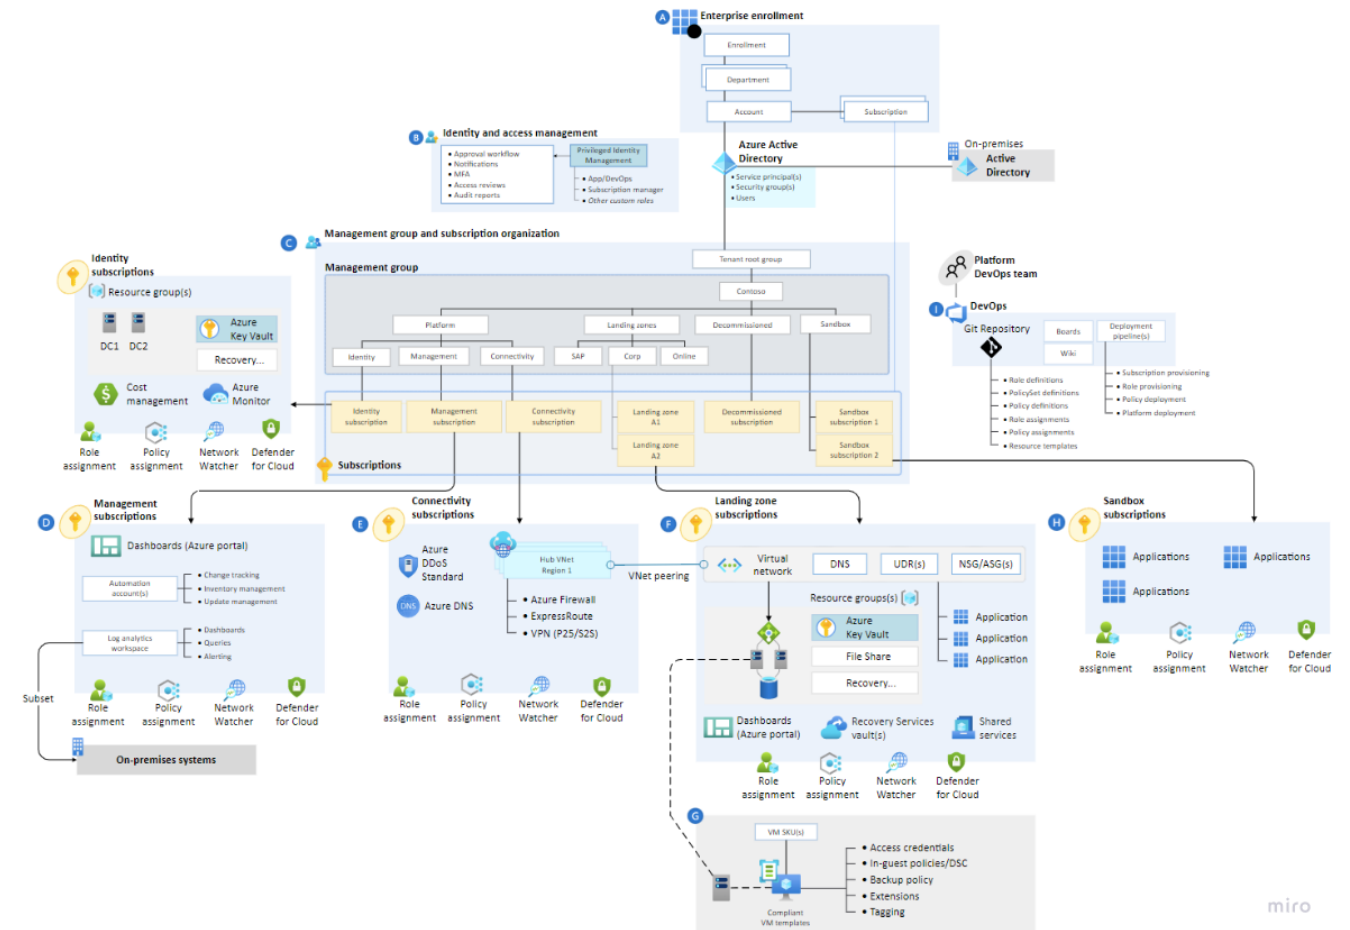 A
Enterprise enrollment
Enrollment
Department
Account
Subscription
B
Identity and access management
• Approval workflow
• Notifications
• MFA
• Access reviews
• Audit reports
Privileged Identity
Management
• App/DevOps
• Subscription manager
• Other custom roles
Azure Active
Directory
• Service principal(s)
• Security group(s)
• Users
On-premises
Active
Directory
C
Management group and subscription organization
Management group
Tenant root group
Contoso
Platform
Landing zones
Decommissioned
Sandbox
Identity
Management
Connectivity
SAP
Corp
Online
Identity
subscription
Management
subscription
Connectivity
subscription
Landing zone
A1
Landing zone
A2
Decommissioned
subscription
Sandbox
subscription 1
Sandbox
subscription 2
Subscriptions
Identity
subscriptions
Resource group(s)
DC1
DC2
Azure
Key Vault
Recovery...
Cost
management
Azure
Monitor
Role
assignment
Policy
assignment
Network
Watcher
Defender
for Cloud
Platform
DevOps team
I
DevOps
Git Repository
Boards
Wiki
Deployment
pipeline(s)
• Role definitions
• PolicySet definitions
• Policy definitions
• Role assignments
• Policy assignments
• Resource templates
• Subscription provisioning
• Role provisioning
• Policy deployment
• Platform deployment
D
Management
subscriptions
Dashboards (Azure portal)
Automation
account(s)
• Change tracking
• Inventory management
• Update management
Log analytics
workspace
• Dashboards
• Queries
• Alerting
Subset
Role
assignment
Policy
assignment
Network
Watcher
Defender
for Cloud
On-premises systems
E
Connectivity
subscriptions
Azure
DDoS
Standard
DNS
Azure DNS
Hub VNet
Region 1
• Azure Firewall
• ExpressRoute
• VPN (P2S/S2S)
VNet peering
Role
assignment
Policy
assignment
Network
Watcher
Defender
for Cloud
F
Landing zone
subscriptions
Virtual
network
DNS
UDR(s)
NSG/ASG(s)
Resource groups(s)
Azure
Key Vault
File Share
Recovery...
Application
Application
Application
Dashboards
(Azure portal)
Recovery Services
vault(s)
Shared
services
Role
assignment
Policy
assignment
Network
Watcher
Defender
for Cloud
G
VM SKU(s)
Compliant
VM templates
• Access credentials
• In-guest policies/DSC
• Backup policy
• Extensions
• Tagging
H
Sandbox
subscriptions
Applications
Applications
Applications
Role
assignment
Policy
assignment
Network
Watcher
Defender
for Cloud
miro